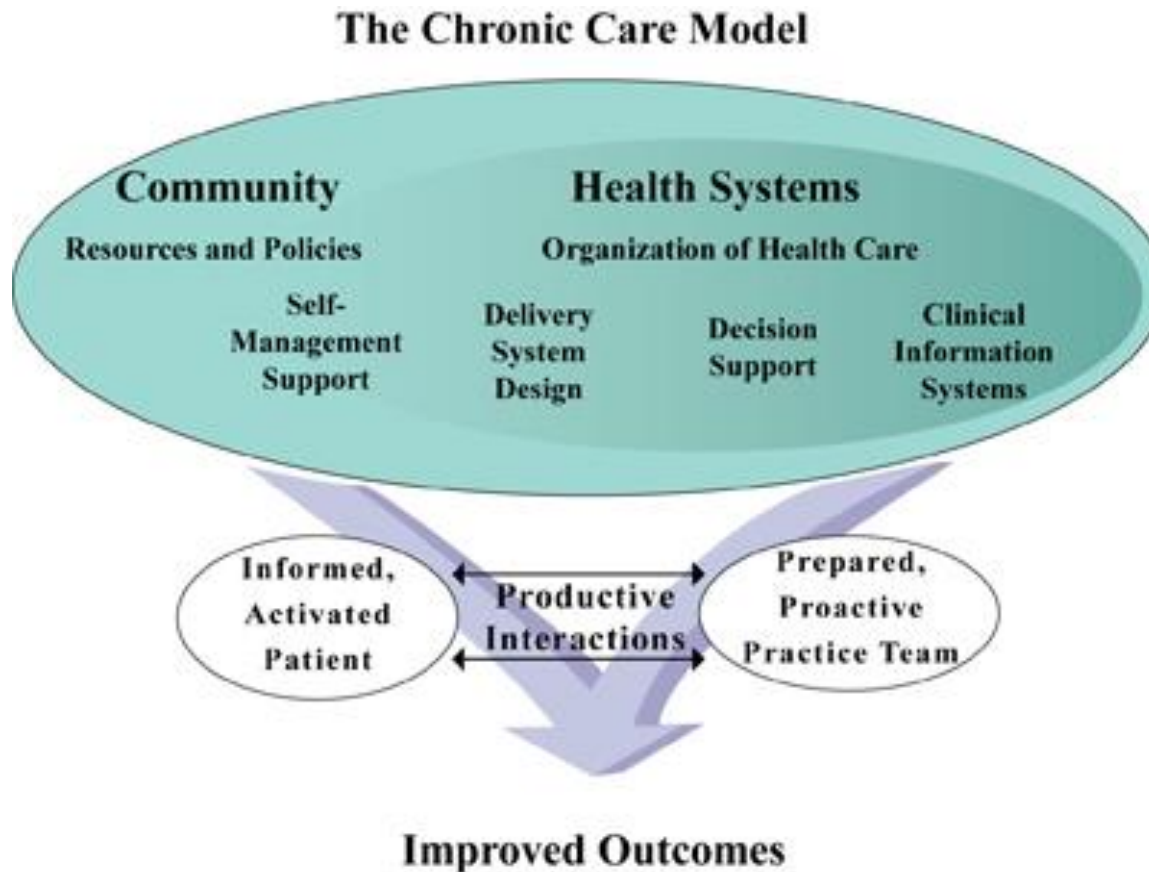 The Chronic Care Model
Community
Health Systems
Resources and Policies
Organization of Health Care
Self-
Management
Support
Delivery
System
Design
Decision
Support
Clinical
Information
Systems
Informed,
Activated
Patient
Productive
Interactions
Prepared,
Proactive
Practice Team
Improved Outcomes